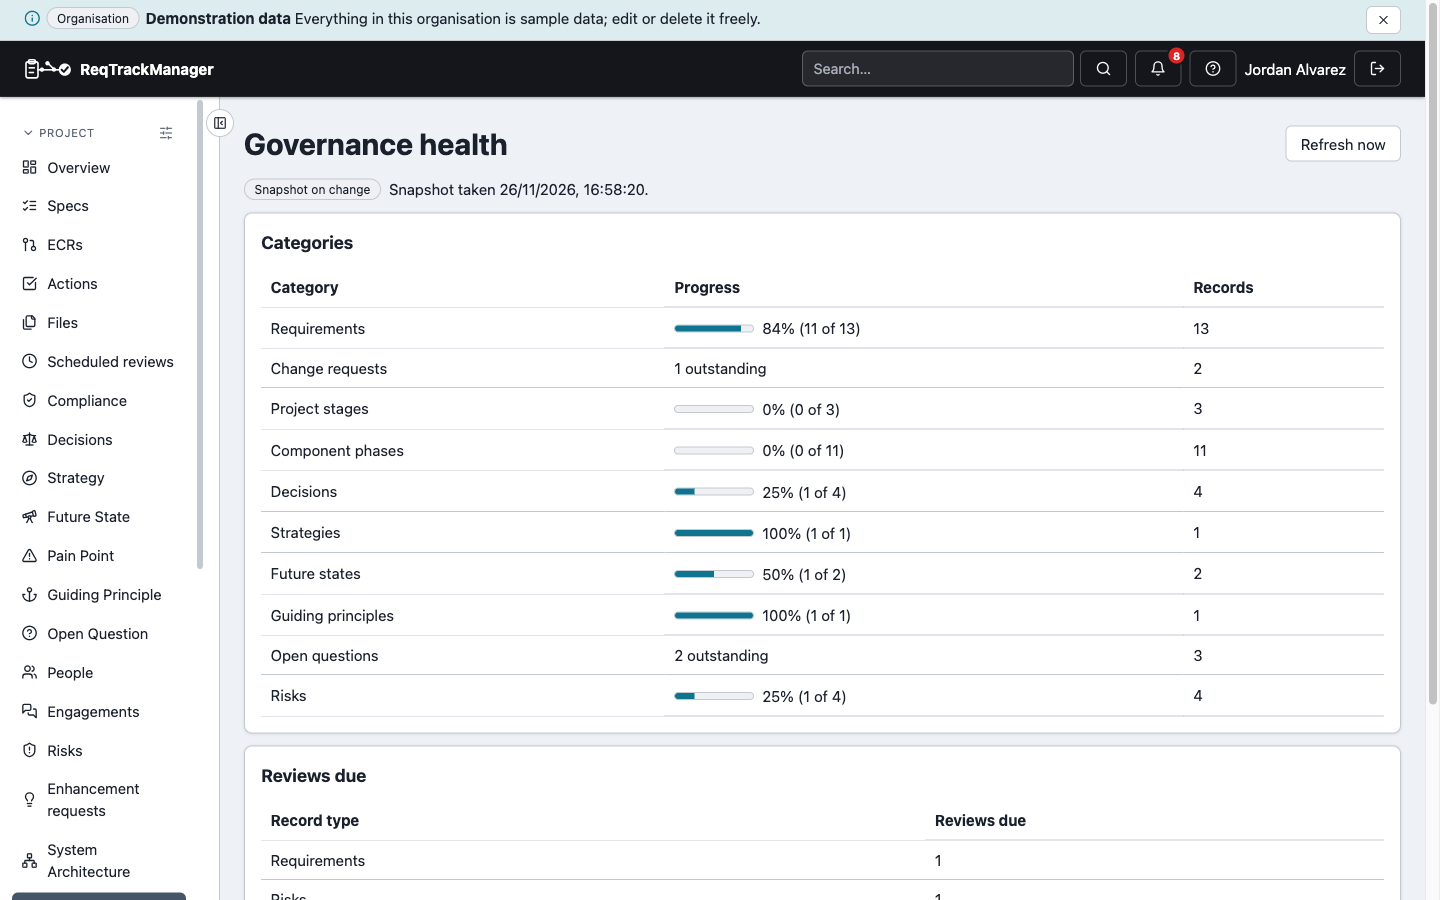 Organisation Demonstration data Everything in this organisation is sample data; edit or delete it freely.
ReqTrackManager
Search...
8
Jordan Alvarez
PROJECT
Overview
Specs
ECRs
Actions
Files
Scheduled reviews
Compliance
Decisions
Strategy
Future State
Pain Point
Guiding Principle
Open Question
People
Engagements
Risks
Enhancement
requests
System
Architecture
Governance health
Refresh now
Snapshot on change Snapshot taken 26/11/2026, 16:58:20.
Categories
Category Progress Records
Requirements 84% (11 of 13) 13
Change requests 1 outstanding 2
Project stages 0% (0 of 3) 3
Component phases 0% (0 of 11) 11
Decisions 25% (1 of 4) 4
Strategies 100% (1 of 1) 1
Future states 50% (1 of 2) 2
Guiding principles 100% (1 of 1) 1
Open questions 2 outstanding 3
Risks 25% (1 of 4) 4
Reviews due
Record type Reviews due
Requirements 1
Risks 1